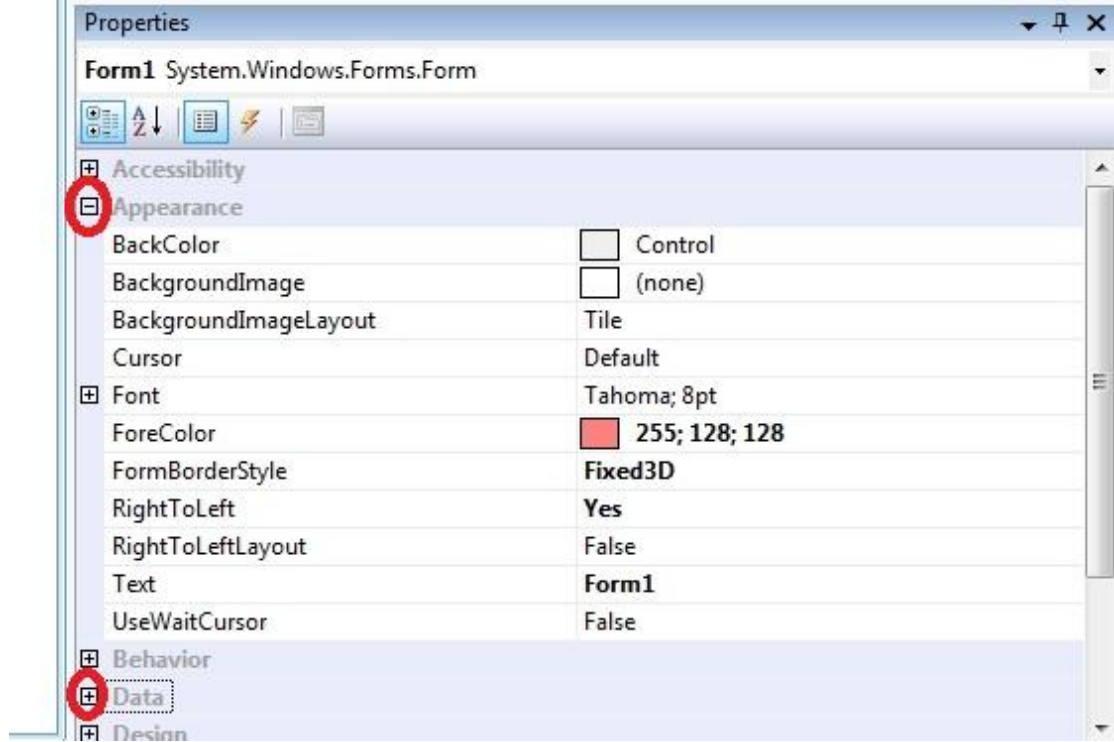 Properties
Form1 System.Windows.Forms.Form
A
Z
Accessibility
Appearance
BackColor Control
BackgroundImage (none)
BackgroundImageLayout Tile
Cursor Default
Font Tahoma; 8pt
ForeColor 255; 128; 128
FormBorderStyle Fixed3D
RightToLeft Yes
RightToLeftLayout False
Text Form1
UseWaitCursor False
Behavior
Data
Design